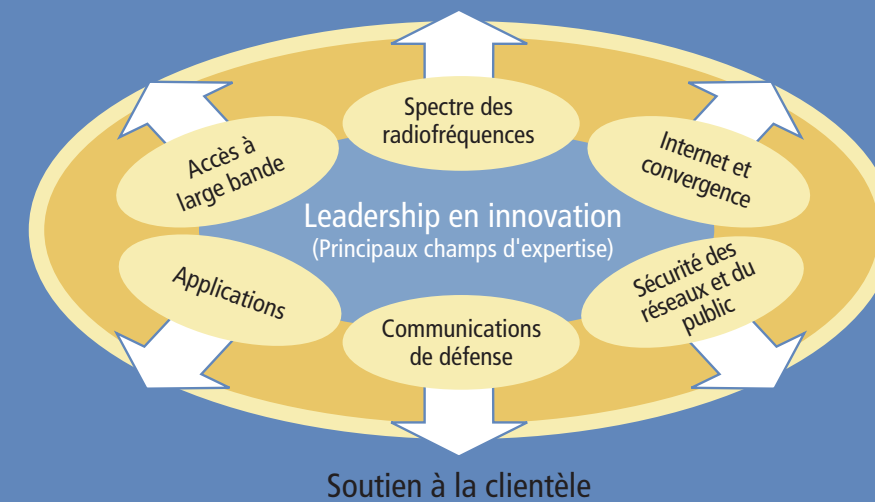 Spectre des
radiofréquences
Accès à
large bande
Internet et
convergence
Leadership en innovation
(Principaux champs d'expertise)
Applications
Sécurité des
réseaux et du
public
Communications
de défense
Soutien à la clientèle